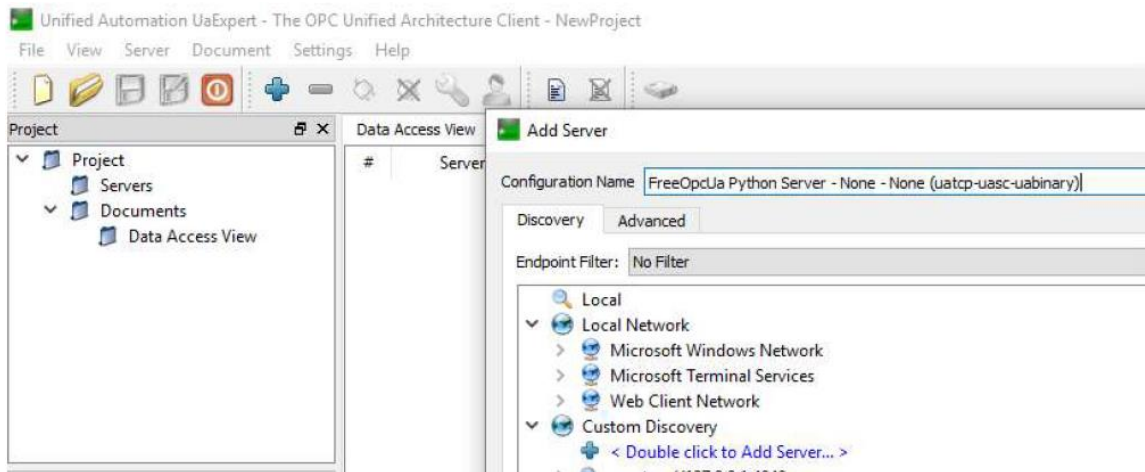 Unified Automation UaExpert - The OPC Unified Architecture Client - NewProject
File View Server Document Settings Help
Project
Project
Servers
Documents
Data Access View
Data Access View
# Server
Add Server
Configuration Name FreeOpcUa Python Server - None - None (uatcp-uasc-uabinary)
Discovery Advanced
Endpoint Filter: No Filter
Local
Local Network
Microsoft Windows Network
Microsoft Terminal Services
Web Client Network
Custom Discovery
< Double click to Add Server... >